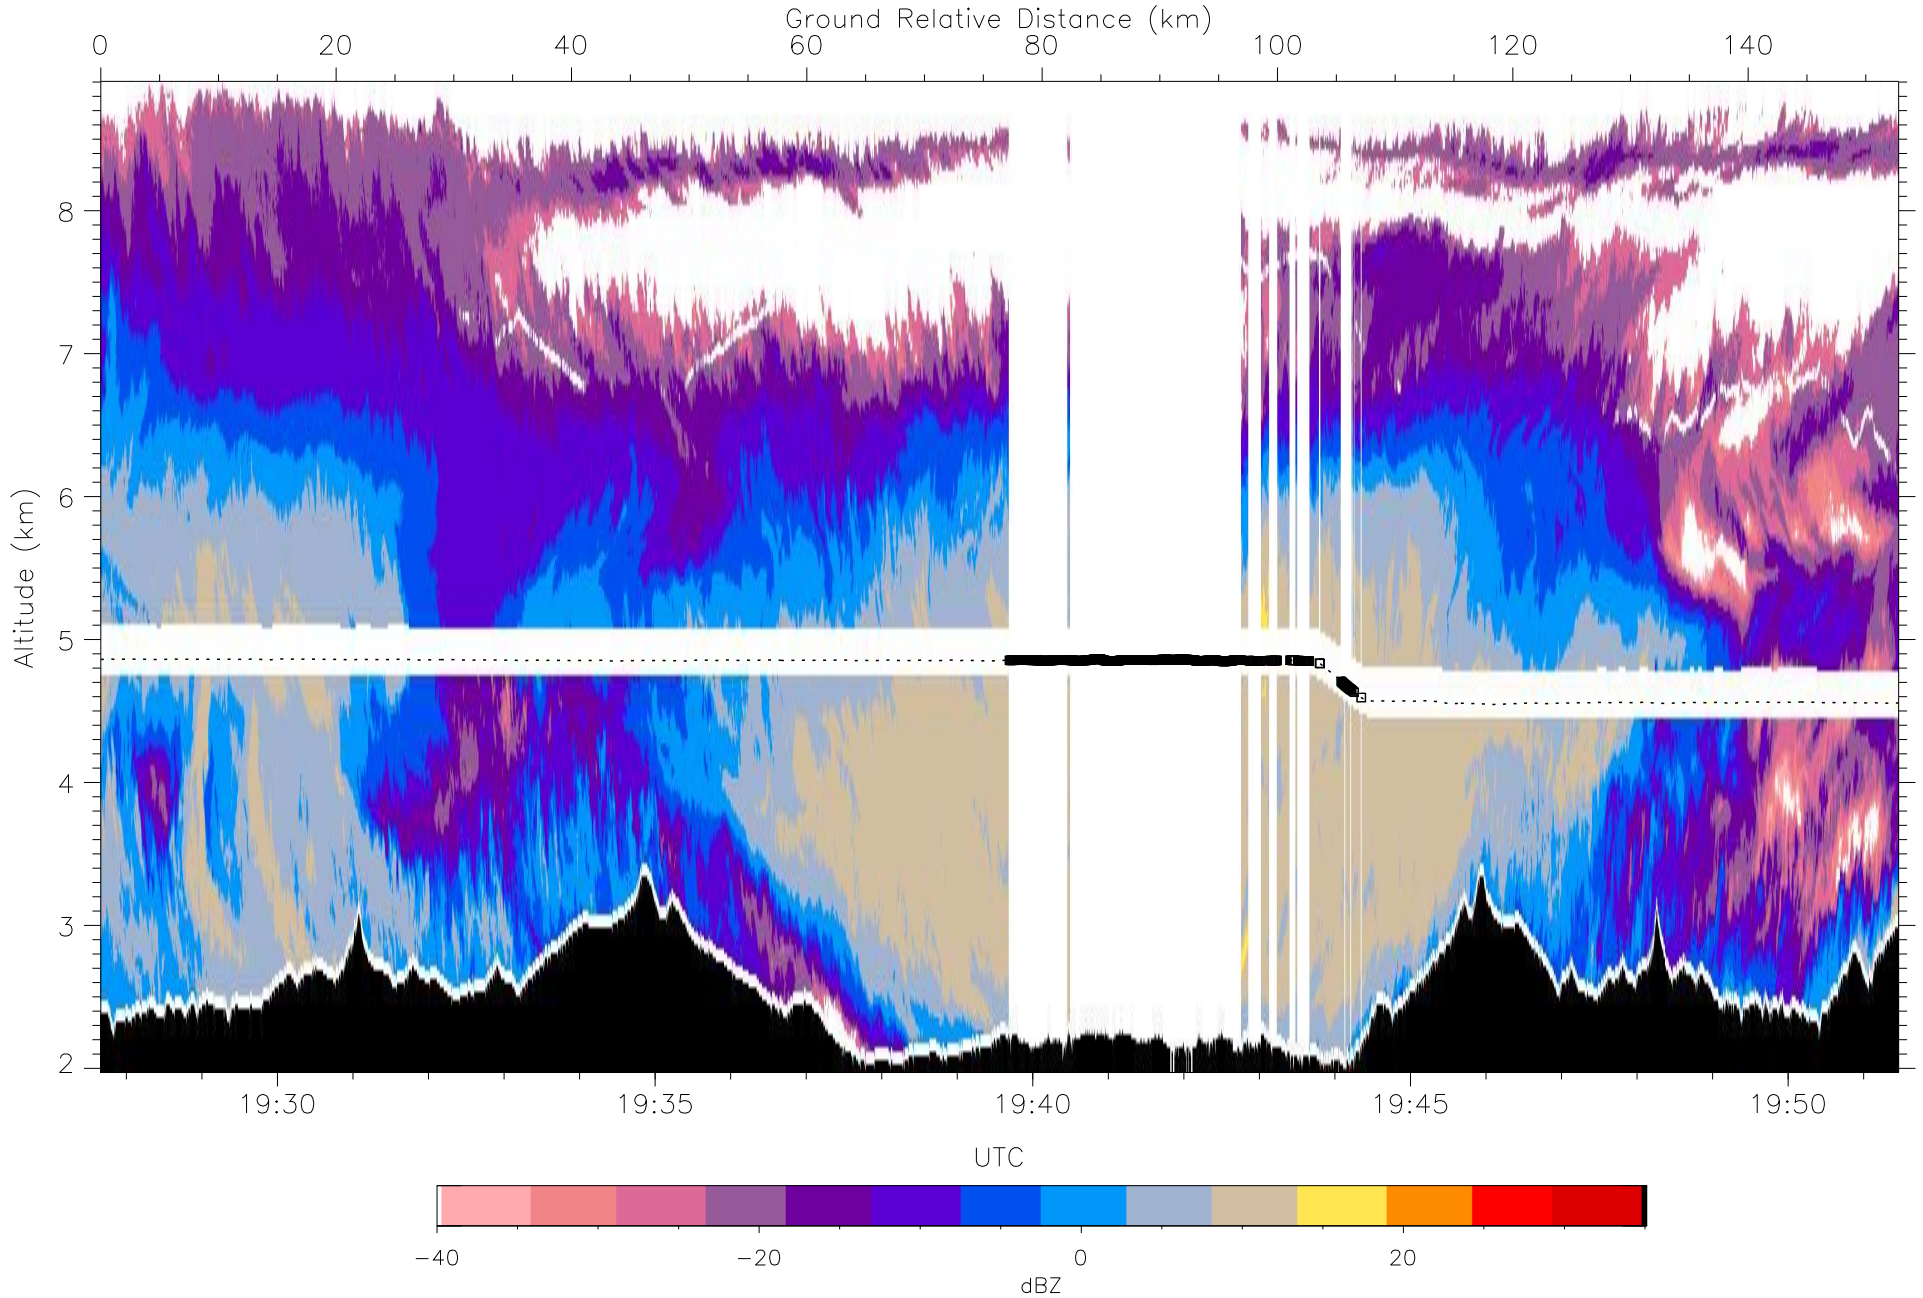 Ground Relative Distance (km)
0 20 40 60 80 100 120 140
8
7
6
5
4
3
2
Altitude (km)
19:30 19:35 19:40 19:45 19:50
UTC
−40 −20 0 20
dBZ